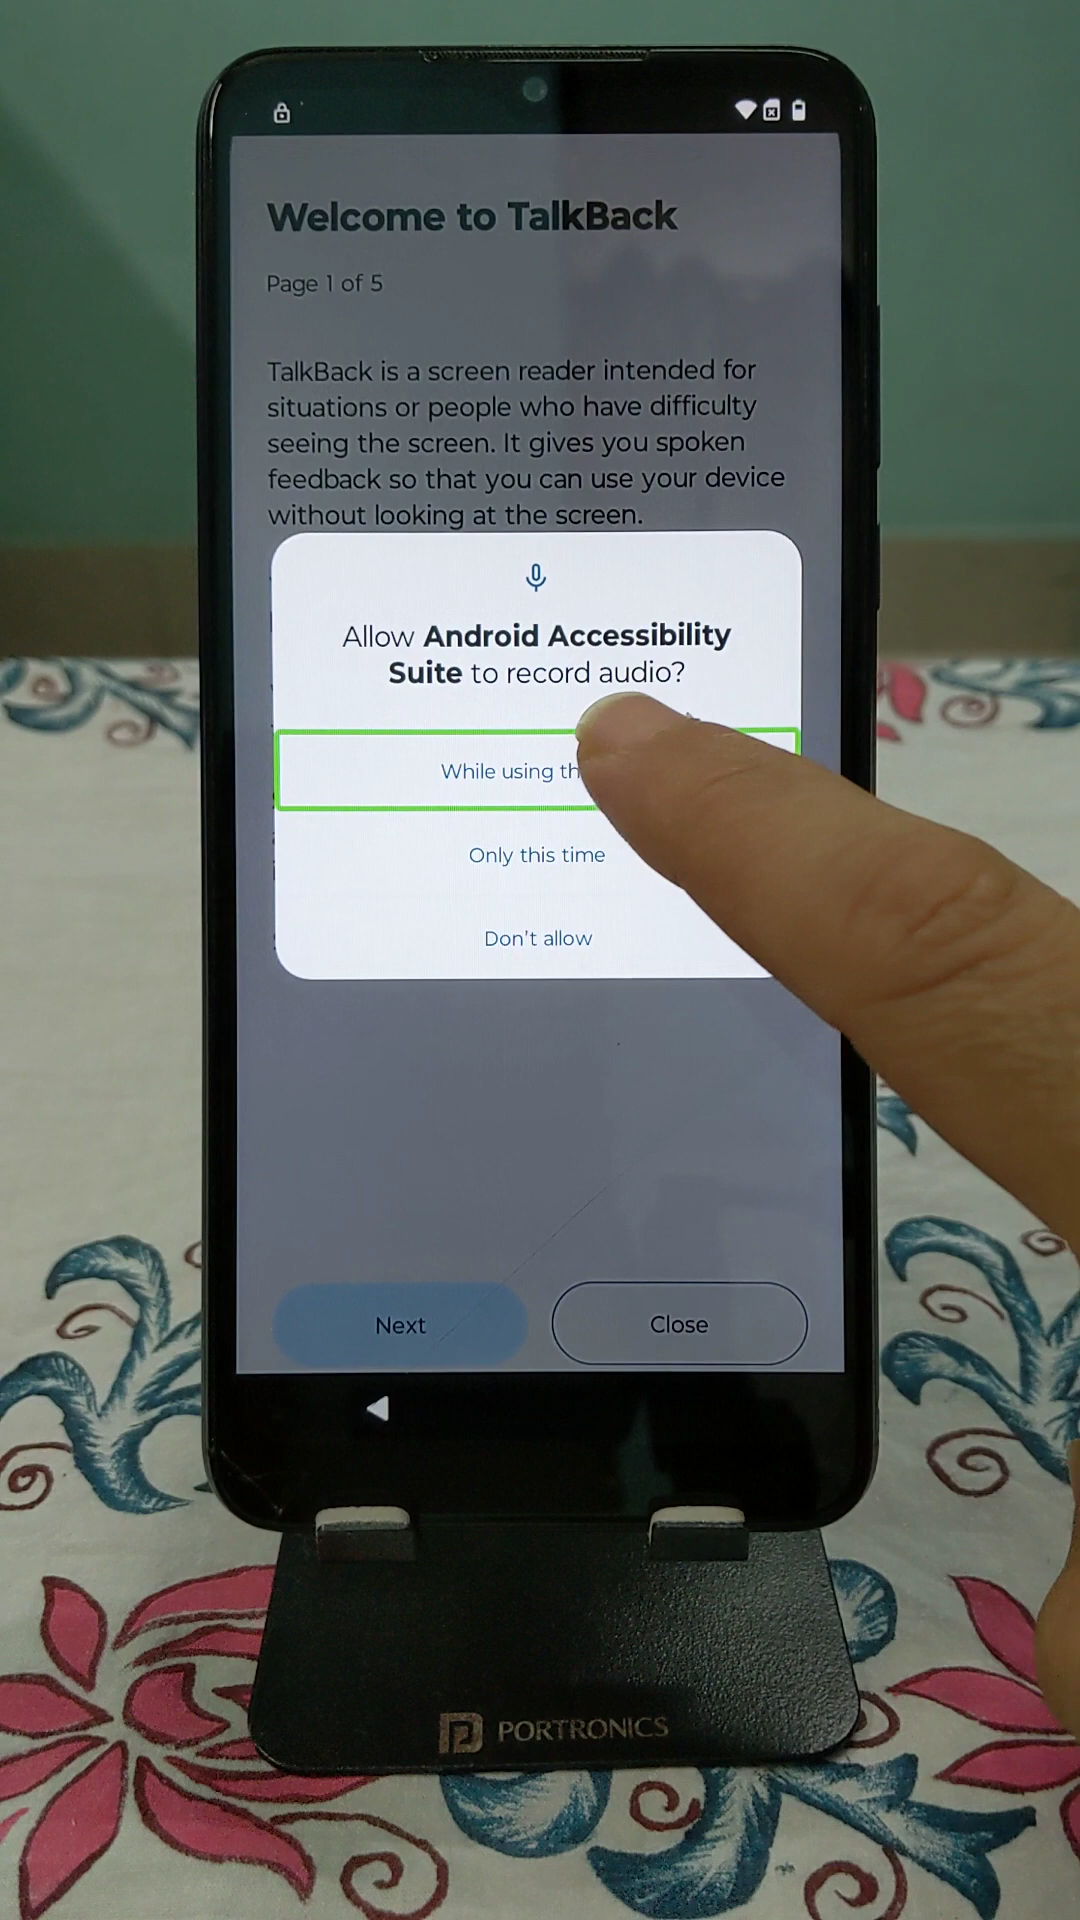 Welcome to TalkBack
Page 1 of 5
TalkBack is a screen reader intended for
situations or people who have difficulty
seeing the screen. It gives you spoken
feedback so that you can use your device
without looking at the screen.
Allow Android Accessibility
Suite to record audio?
While using
Only this time
Don't allow
Next
Close
PORTRONICS